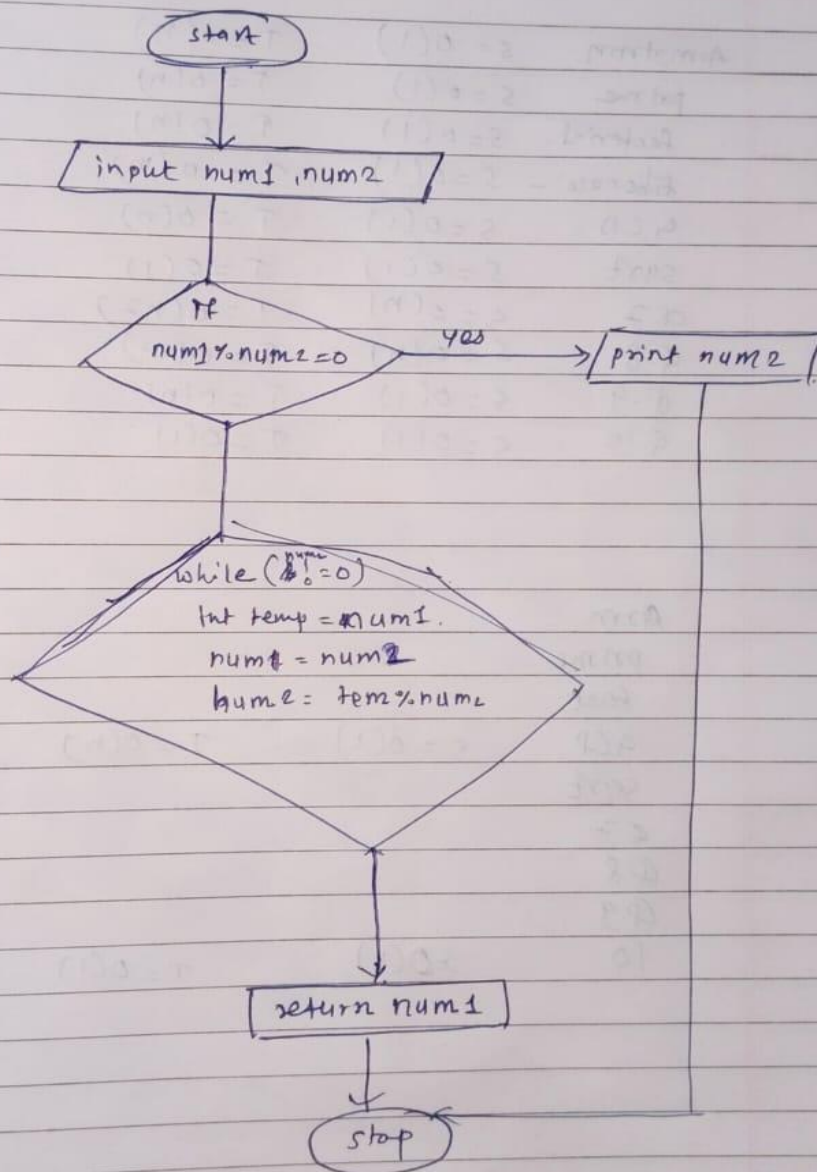 start
input num1, num2
If
num1 % num2 = 0
yes
print num2
while (num2 != 0)
Int temp = num1.
num1 = num2
num2 = tem % num2
return num1
stop